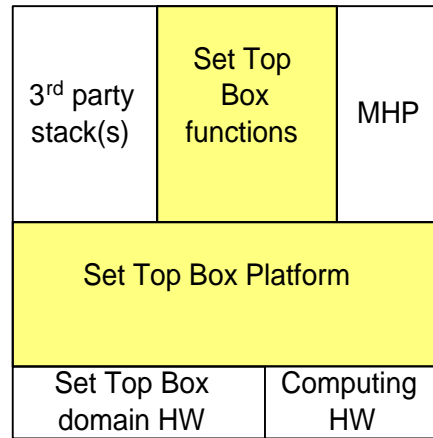 3rd party
stack(s)
Set Top
Box
functions
MHP
Set Top Box Platform
Set Top Box
domain HW
Computing
HW